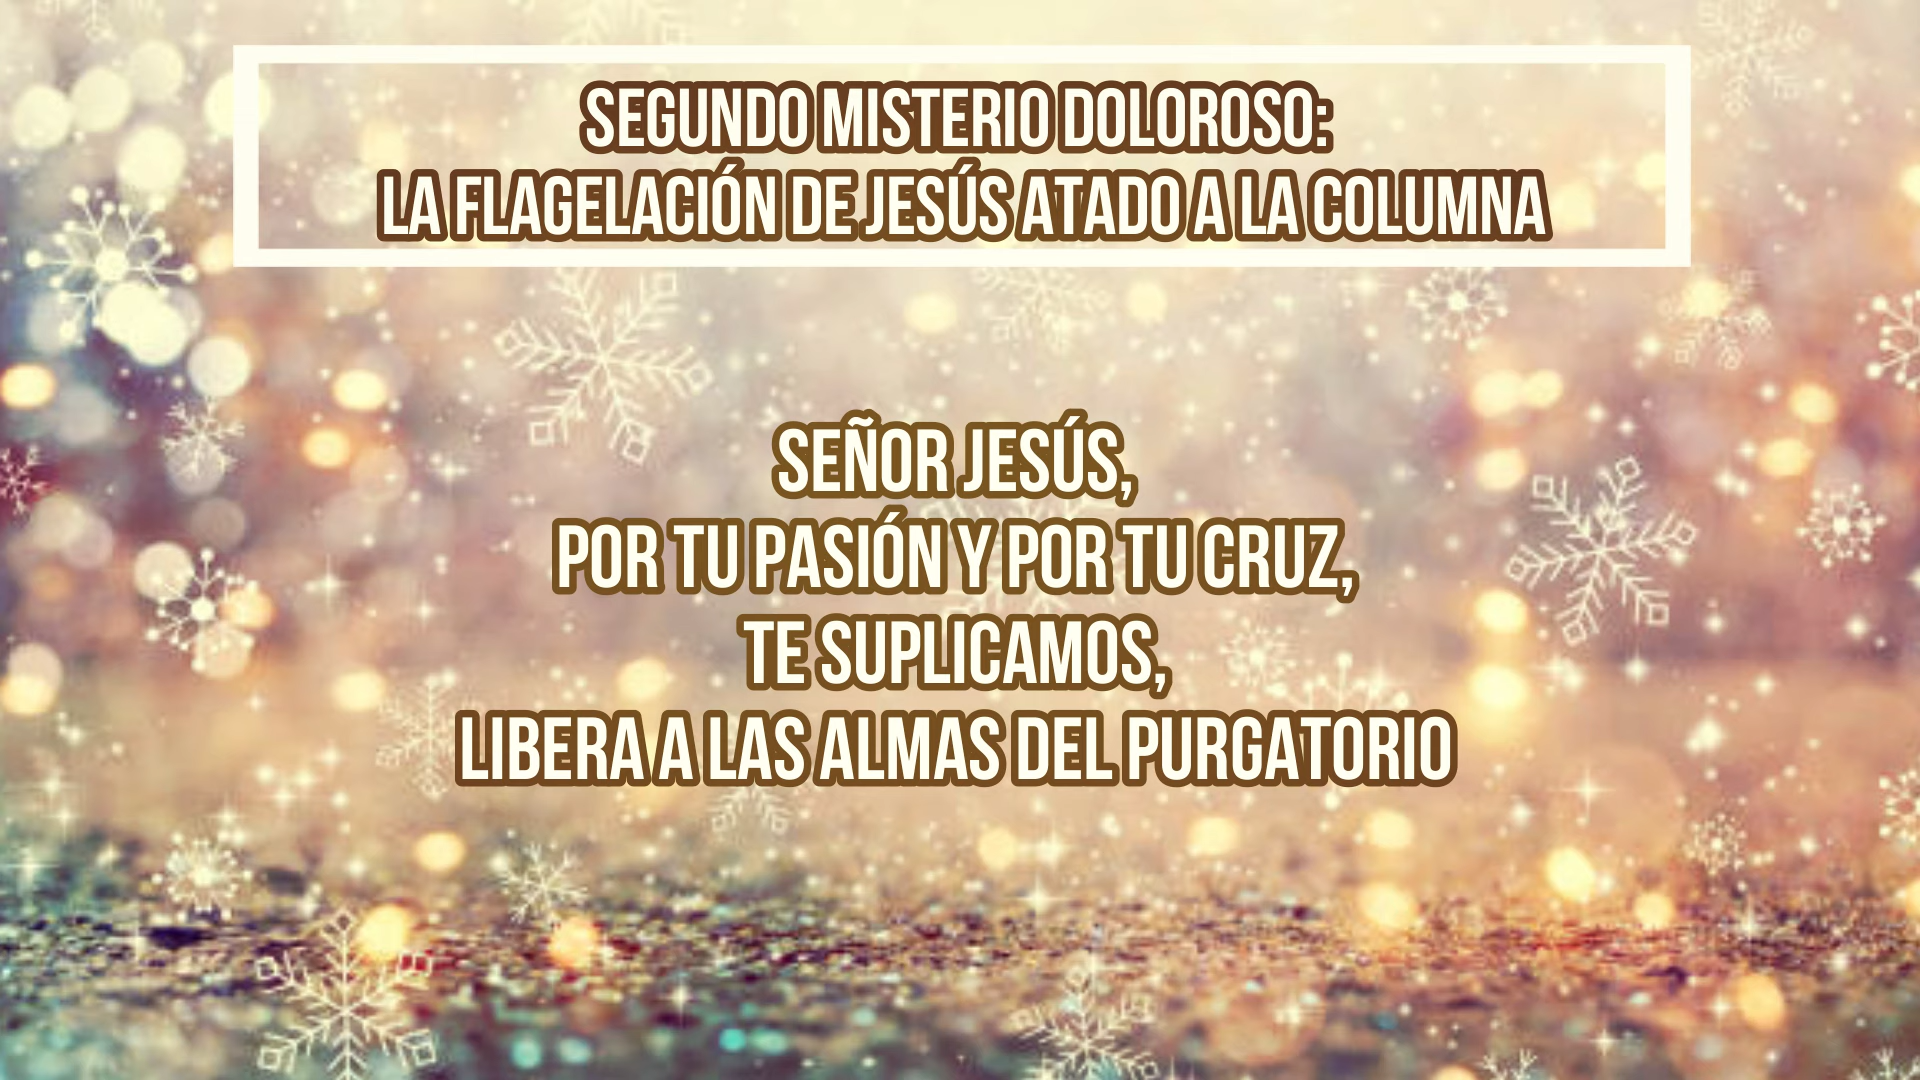 SEGUNDO MISTERIO DOLOROSO:
LA FLAGELACIÓN DE JESÚS ATADO A LA COLUMNA
SEÑOR JESÚS,
POR TU PASIÓN Y POR TU CRUZ,
TE SUPLICAMOS,
LIBERA A LAS ALMAS DEL PURGATORIO